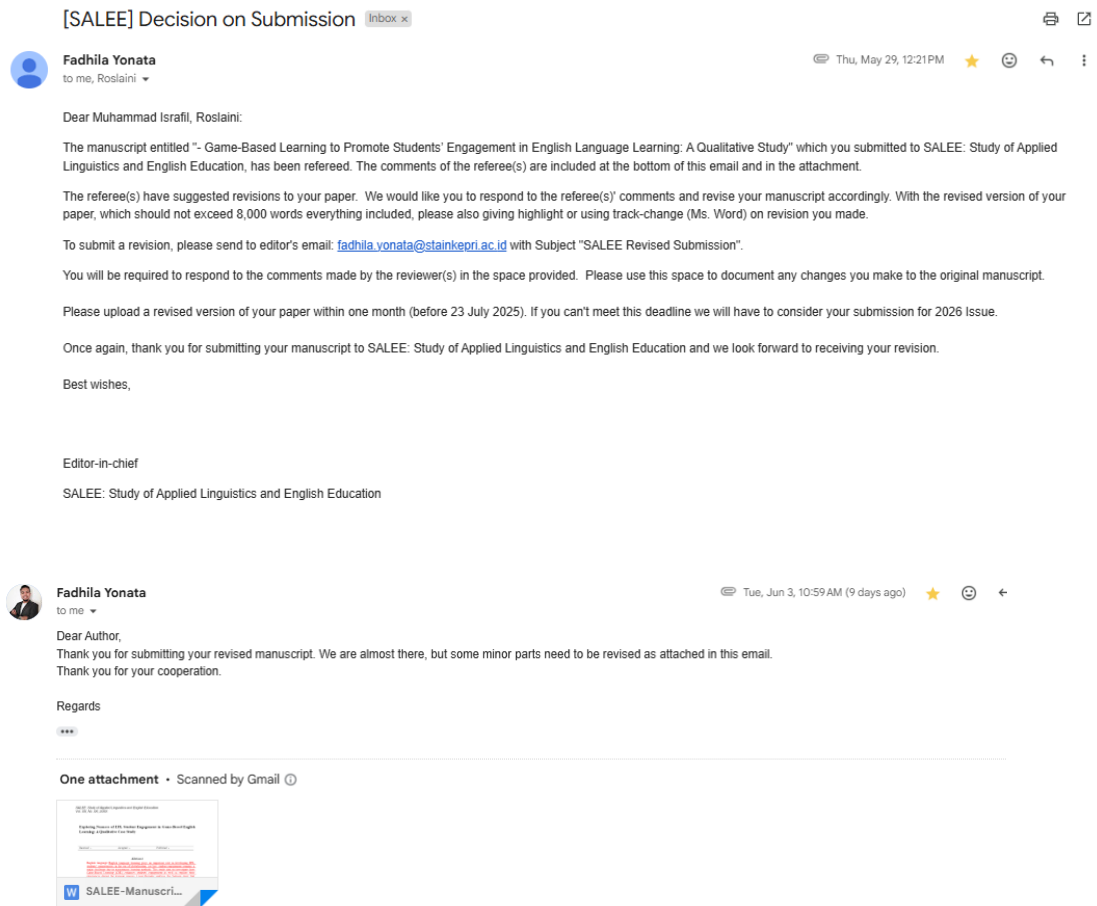 [SALEE] Decision on Submission Inbox ×
Fadhila Yonata
Thu, May 29, 12:21 PM
to me, Roslaini
Dear Muhammad Israfil, Roslaini:
The manuscript entitled "- Game-Based Learning to Promote Students' Engagement in English Language Learning: A Qualitative Study" which you submitted to SALEE: Study of Applied
Linguistics and English Education, has been refereed. The comments of the referee(s) are included at the bottom of this email and in the attachment.
The referee(s) have suggested revisions to your paper. We would like you to respond to the referee(s)' comments and revise your manuscript accordingly. With the revised version of your
paper, which should not exceed 8,000 words everything included, please also giving highlight or using track-change (Ms. Word) on revision you made.
To submit a revision, please send to editor's email: fadhila.yonata@stainkepri.ac.id with Subject "SALEE Revised Submission".
You will be required to respond to the comments made by the reviewer(s) in the space provided. Please use this space to document any changes you make to the original manuscript.
Please upload a revised version of your paper within one month (before 23 July 2025). If you can't meet this deadline we will have to consider your submission for 2026 Issue.
Once again, thank you for submitting your manuscript to SALEE: Study of Applied Linguistics and English Education and we look forward to receiving your revision.
Best wishes,
Editor-in-chief
SALEE: Study of Applied Linguistics and English Education
Fadhila Yonata
Tue, Jun 3, 10:59 AM (9 days ago)
to me
Dear Author,
Thank you for submitting your revised manuscript. We are almost there, but some minor parts need to be revised as attached in this email.
Thank you for your cooperation.
Regards
One attachment • Scanned by Gmail
W SALEE-Manuscri...